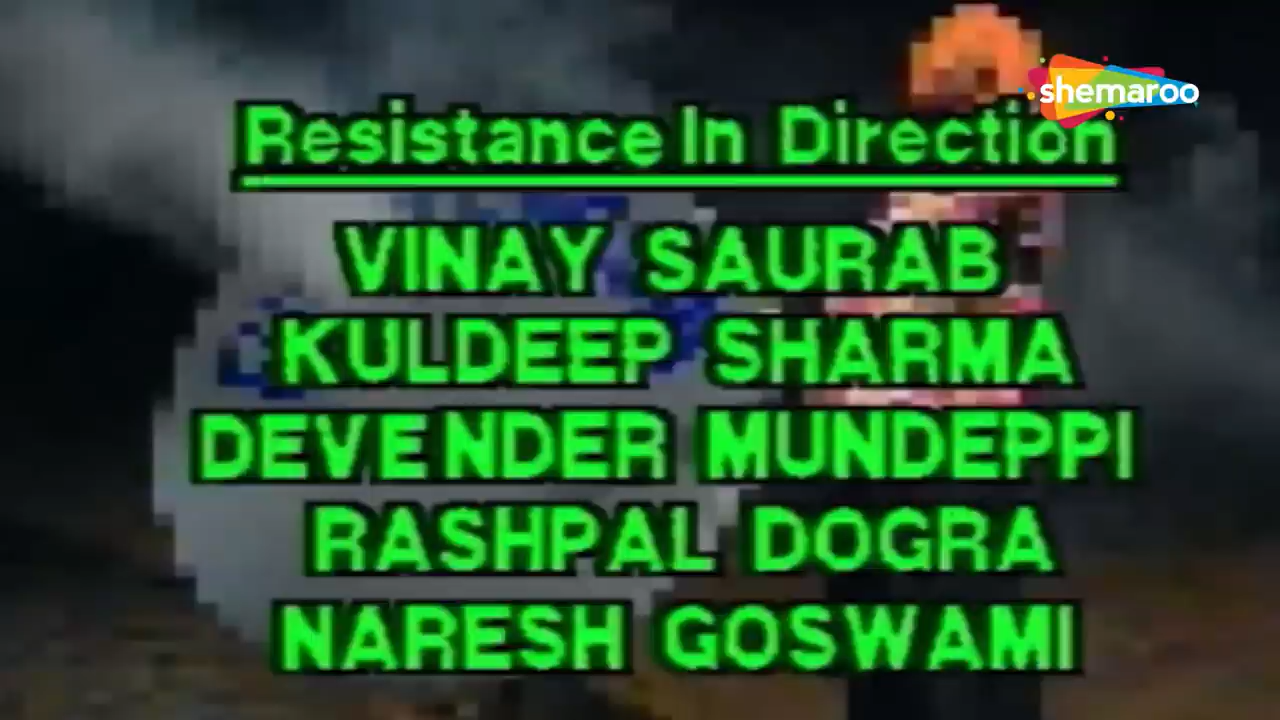 shemaroo
Resistance In Direction
VINAY SAURAB
KULDEEP SHARMA
DEVENDER MUNDEPPI
RASHPAL DOGRA
NARESH GOSWAMI